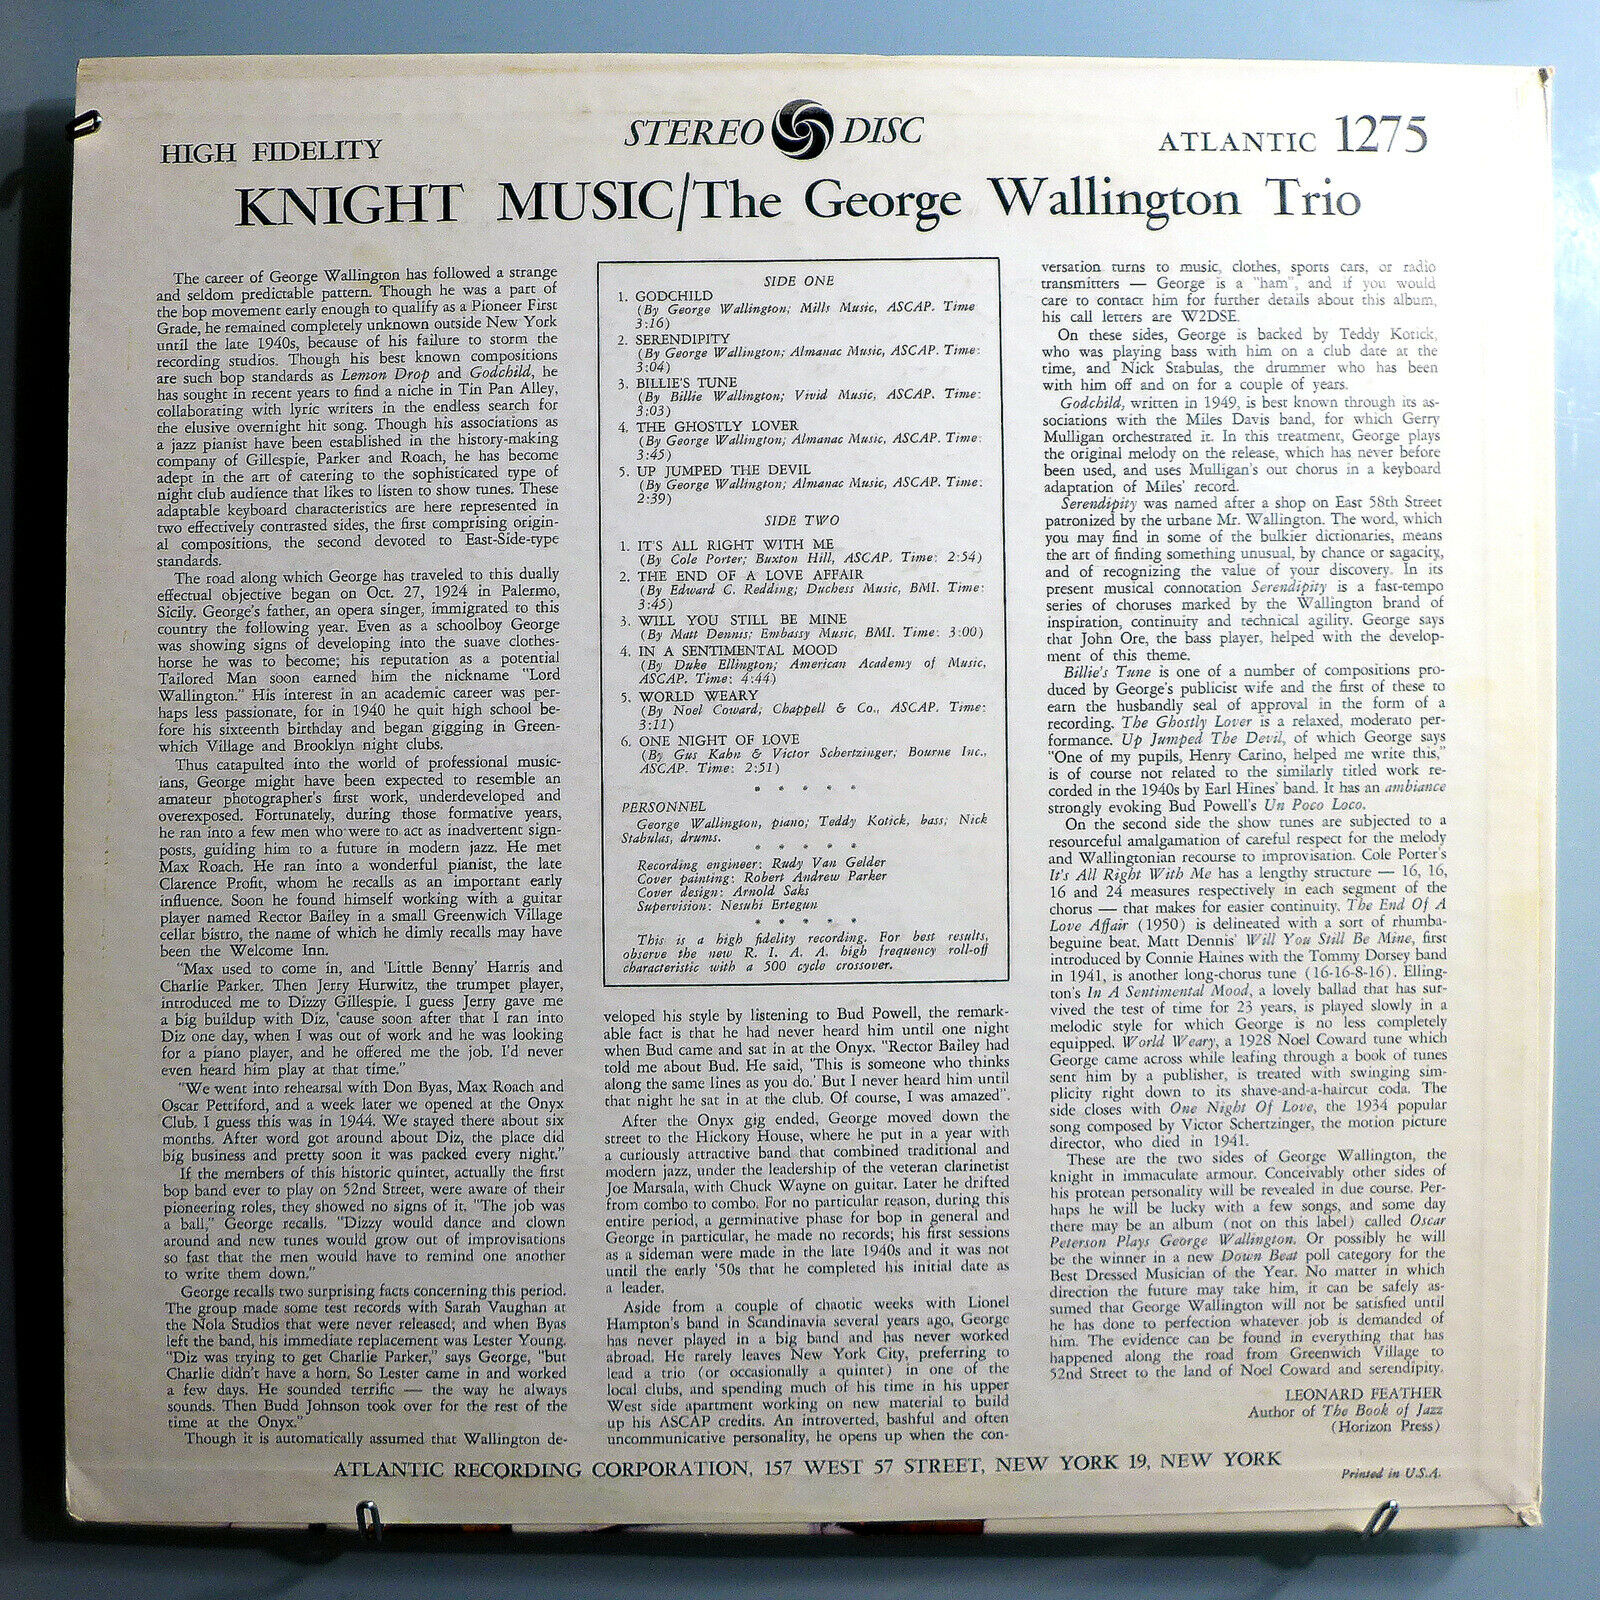 HIGH FIDELITY
STEREO DISC
ATLANTIC 1275
KNIGHT MUSIC/The George Wallington Trio
The career of George Wallington has followed a strange
and seldom predictable pattern. Though he was a part of
the bop movement early enough to qualify as a Pioneer First
Grade, he remained completely unknown outside New York
until the late 1940s, because of his failure to storm the
recording studios. Though his best known compositions
are such bop standards as Lemon Drop and Godchild, he
has sought in recent years to find a niche in Tin Pan Alley,
collaborating with lyric writers in the endless search for
the elusive overnight hit song. Though his associations as
a jazz pianist have been established in the history-making
company of Gillespie, Parker and Roach, he has become
adept in the art of catering to the sophisticated type of
night club audience that likes to listen to show tunes. These
adaptable keyboard characteristics are here represented in
two effectively contrasted sides, the first comprising origin-
al compositions, the second devoted to East-Side-type
standards.
The road along which George has traveled to this dually
effectual objective began on Oct. 27, 1924 in Palermo,
Sicily. George's father, an opera singer, immigrated to this
country the following year. Even as a schoolboy George
was showing signs of developing into the suave clothes-
horse he was to become; his reputation as a potential
Tailored Man soon earned him the nickname "Lord
Wallington." His interest in an academic career was per-
haps less passionate, for in 1940 he quit high school be-
fore his sixteenth birthday and began gigging in Green-
which Village and Brooklyn night clubs.
Thus catapulted into the world of professional music-
ians, George might have been expected to resemble an
amateur photographer's first work, underdeveloped and
overexposed. Fortunately, during those formative years,
he ran into a few men who were to act as inadvertent sign-
posts, guiding him to a future in modern jazz. He met
Max Roach. He ran into a wonderful pianist, the late
Clarence Profit, whom he recalls as an important early
influence. Soon he found himself working with a guitar
player named Rector Bailey in a small Greenwich Village
cellar bistro, the name of which he dimly recalls may have
been the Welcome Inn.
"Max used to come in, and 'Little Benny' Harris and
Charlie Parker. Then Jerry Hurwitz, the trumpet player,
introduced me to Dizzy Gillespie. I guess Jerry gave me
a big buildup with Diz, 'cause soon after that I ran into
Diz one day, when I was out of work and he was looking
for a piano player, and he offered me the job. I'd never
even heard him play at that time."
"We went into rehearsal with Don Byas, Max Roach and
Oscar Pettiford, and a week later we opened at the Onyx
Club. I guess this was in 1944. We stayed there about six
months. After word got around about Diz, the place did
big business and pretty soon it was packed every night."
If the members of this historic quintet, actually the first
bop band ever to play on 52nd Street, were aware of their
pioneering roles, they showed no signs of it. "The job was
a ball," George recalls. "Dizzy would dance and clown
around and new tunes would grow out of improvisations
so fast that the men would have to remind one another
to write them down."
George recalls two surprising facts concerning this period.
The group made some test records with Sarah Vaughan at
the Nola Studios that were never released; and when Byas
left the band, his immediate replacement was Lester Young.
"Diz was trying to get Charlie Parker," says George, "but
Charlie didn't have a horn. So Lester came in and worked
a few days. He sounded terrific — the way he always
sounds. Then Budd Johnson took over for the rest of the
time at the Onyx."
Though it is automatically assumed that Wallington de-
SIDE ONE
1. GODCHILD
(By George Wallington; Mills Music, ASCAP. Time
3:16)
2. SERENDIPITY
(By George Wallington; Almanac Music, ASCAP. Time:
3:04)
3. BILLIE'S TUNE
(By Billie Wallington; Vivid Music, ASCAP. Time:
3:03)
4. THE GHOSTLY LOVER
(By George Wallington; Almanac Music, ASCAP. Time:
3:45)
5. UP JUMPED THE DEVIL
(By George Wallington; Almanac Music, ASCAP. Time:
2:39)
SIDE TWO
1. IT'S ALL RIGHT WITH ME
(By Cole Porter; Buxton Hill, ASCAP. Time: 2:54)
2. THE END OF A LOVE AFFAIR
(By Edward C. Redding; Duchess Music, BMI. Time:
3:45)
3. WILL YOU STILL BE MINE
(By Matt Dennis; Embassy Music, BMI. Time: 3:00)
4. IN A SENTIMENTAL MOOD
(By Duke Ellington; American Academy of Music,
ASCAP. Time: 4:44)
5. WORLD WEARY
(By Noel Coward; Chappell & Co., ASCAP. Time:
3:11)
6. ONE NIGHT OF LOVE
(By Gus Kahn & Victor Schertzinger; Bourne Inc.,
ASCAP. Time: 2:51)
* * * * *
PERSONNEL
George Wallington, piano; Teddy Kotick, bass; Nick
Stabulas, drums.
* * * * *
Recording engineer: Rudy Van Gelder
Cover painting: Robert Andrew Parker
Cover design: Arnold Saks
Supervision: Nesuhi Ertegun
* * * * *
This is a high fidelity recording. For best results,
observe the new R. I. A. A. high frequency roll-off
characteristic with a 500 cycle crossover.
veloped his style by listening to Bud Powell, the remark-
able fact is that he had never heard him until one night
when Bud came and sat in at the Onyx. "Rector Bailey had
told me about Bud. He said, 'This is someone who thinks
along the same lines as you do.' But I never heard him until
that night he sat in at the club. Of course, I was amazed".
After the Onyx gig ended, George moved down the
street to the Hickory House, where he put in a year with
a curiously attractive band that combined traditional and
modern jazz, under the leadership of the veteran clarinetist
Joe Marsala, with Chuck Wayne on guitar. Later he drifted
from combo to combo. For no particular reason, during this
entire period, a germinative phase for bop in general and
George in particular, he made no records; his first sessions
as a sideman were made in the late 1940s and it was not
until the early '50s that he completed his initial date as
a leader.
Aside from a couple of chaotic weeks with Lionel
Hampton's band in Scandinavia several years ago, George
has never played in a big band and has never worked
abroad. He rarely leaves New York City, preferring to
lead a trio (or occasionally a quintet) in one of the
local clubs, and spending much of his time in his upper
West side apartment working on new material to build
up his ASCAP credits. An introverted, bashful and often
uncommunicative personality, he opens up when the con-
versation turns to music, clothes, sports cars, or radio
transmitters — George is a "ham", and if you would
care to contact him for further details about this album,
his call letters are W2DSE.
On these sides, George is backed by Teddy Kotick,
who was playing bass with him on a club date at the
time, and Nick Stabulas, the drummer who has been
with him off and on for a couple of years.
Godchild, written in 1949, is best known through its as-
sociations with the Miles Davis band, for which Gerry
Mulligan orchestrated it. In this treatment, George plays
the original melody on the release, which has never before
been used, and uses Mulligan's out chorus in a keyboard
adaptation of Miles' record.
Serendipity was named after a shop on East 58th Street
patronized by the urbane Mr. Wallington. The word, which
you may find in some of the bulkier dictionaries, means
the art of finding something unusual, by chance or sagacity,
and of recognizing the value of your discovery. In its
present musical connotation Serendipity is a fast-tempo
series of choruses marked by the Wallington brand of
inspiration, continuity and technical agility. George says
that John Ore, the bass player, helped with the develop-
ment of this theme.
Billie's Tune is one of a number of compositions pro-
duced by George's publicist wife and the first of these to
earn the husbandly seal of approval in the form of a
recording. The Ghostly Lover is a relaxed, moderato per-
formance. Up Jumped The Devil, of which George says
"One of my pupils, Henry Carino, helped me write this,"
is of course not related to the similarly titled work re-
corded in the 1940s by Earl Hines' band. It has an ambiance
strongly evoking Bud Powell's Un Poco Loco.
On the second side the show tunes are subjected to a
resourceful amalgamation of careful respect for the melody
and Wallingtonian recourse to improvisation. Cole Porter's
It's All Right With Me has a lengthy structure — 16, 16,
16 and 24 measures respectively in each segment of the
chorus — that makes for easier continuity. The End Of A
Love Affair (1950) is delineated with a sort of rhumba-
beguine beat. Matt Dennis' Will You Still Be Mine, first
introduced by Connie Haines with the Tommy Dorsey band
in 1941, is another long-chorus tune (16-16-8-16). Elling-
ton's In A Sentimental Mood, a lovely ballad that has sur-
vived the test of time for 23 years, is played slowly in a
melodic style for which George is no less completely
equipped. World Weary, a 1928 Noel Coward tune which
George came across while leafing through a book of tunes
sent him by a publisher, is treated with swinging sim-
plicity right down to its shave-and-a-haircut coda. The
side closes with One Night Of Love, the 1934 popular
song composed by Victor Schertzinger, the motion picture
director, who died in 1941.
These are the two sides of George Wallington, the
knight in immaculate armour. Conceivably other sides of
his protean personality will be revealed in due course. Per-
haps he will be lucky with a few songs, and some day
there may be an album (not on this label) called Oscar
Peterson Plays George Wallington. Or possibly he will
be the winner in a new Down Beat poll category for the
Best Dressed Musician of the Year. No matter in which
direction the future may take him, it can be safely as-
sumed that George Wallington will not be satisfied until
he has done to perfection whatever job is demanded of
him. The evidence can be found in everything that has
happened along the road from Greenwich Village to
52nd Street to the land of Noel Coward and serendipity.
LEONARD FEATHER
Author of The Book of Jazz
(Horizon Press)
ATLANTIC RECORDING CORPORATION, 157 WEST 57 STREET, NEW YORK 19, NEW YORK
Printed in U.S.A.